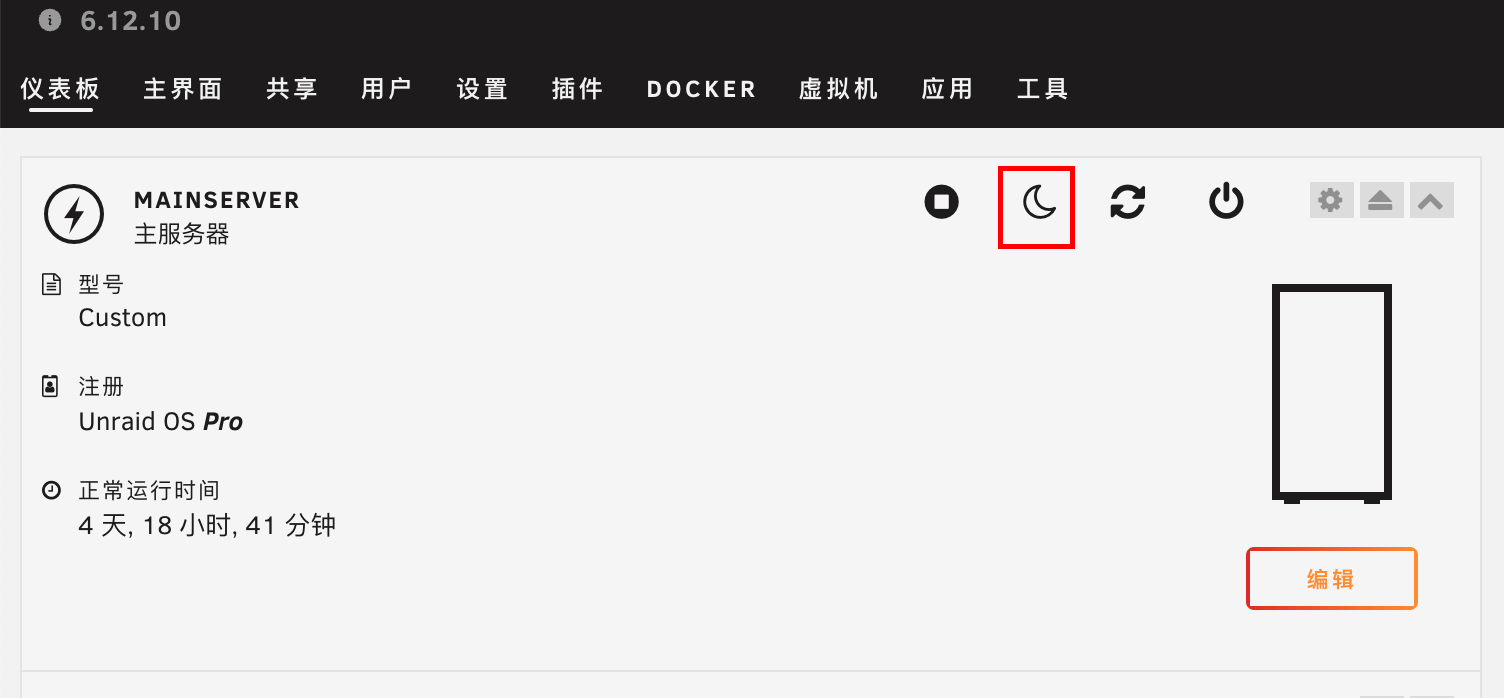 6.12.10
仪表板 主界面 共享 用户 设置 插件 DOCKER 虚拟机 应用 工具
MAINSERVER
主服务器
型号
Custom
注册
Unraid OS Pro
正常运行时间
4 天, 18 小时, 41 分钟
编辑